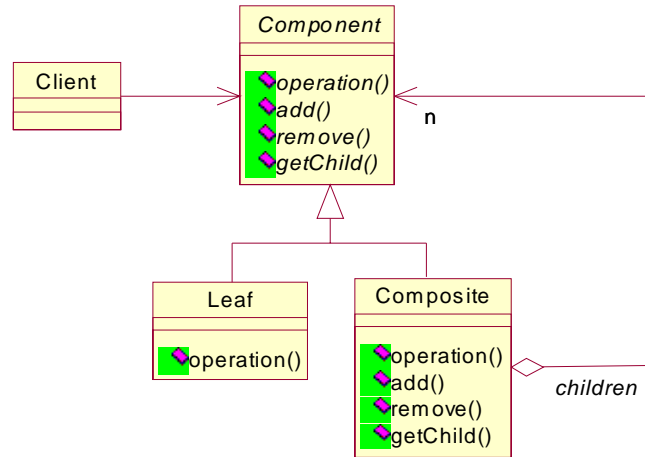 Component
operation()
add()
remove()
getChild()
Client
n
Leaf
operation()
Composite
operation()
add()
remove()
getChild()
children